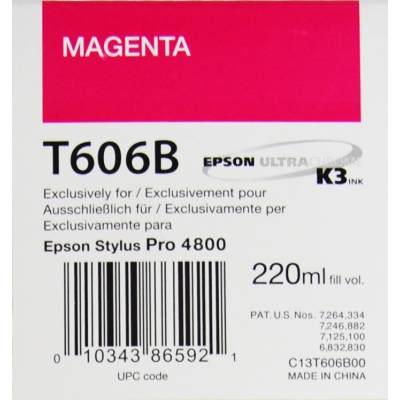 MAGENTA
T606B EPSON ULTRACHROME K3 INK
Exclusively for / Exclusivement pour
Ausschließlich für / Esclusivamente per
Exclusivamente para
Epson Stylus Pro 4800
220ml fill vol.
PAT. U.S. Nos. 7,264,334
7,246,882
7,125,100
6,832,830
0 10343 86592 1
UPC code
C13T606B00
MADE IN CHINA